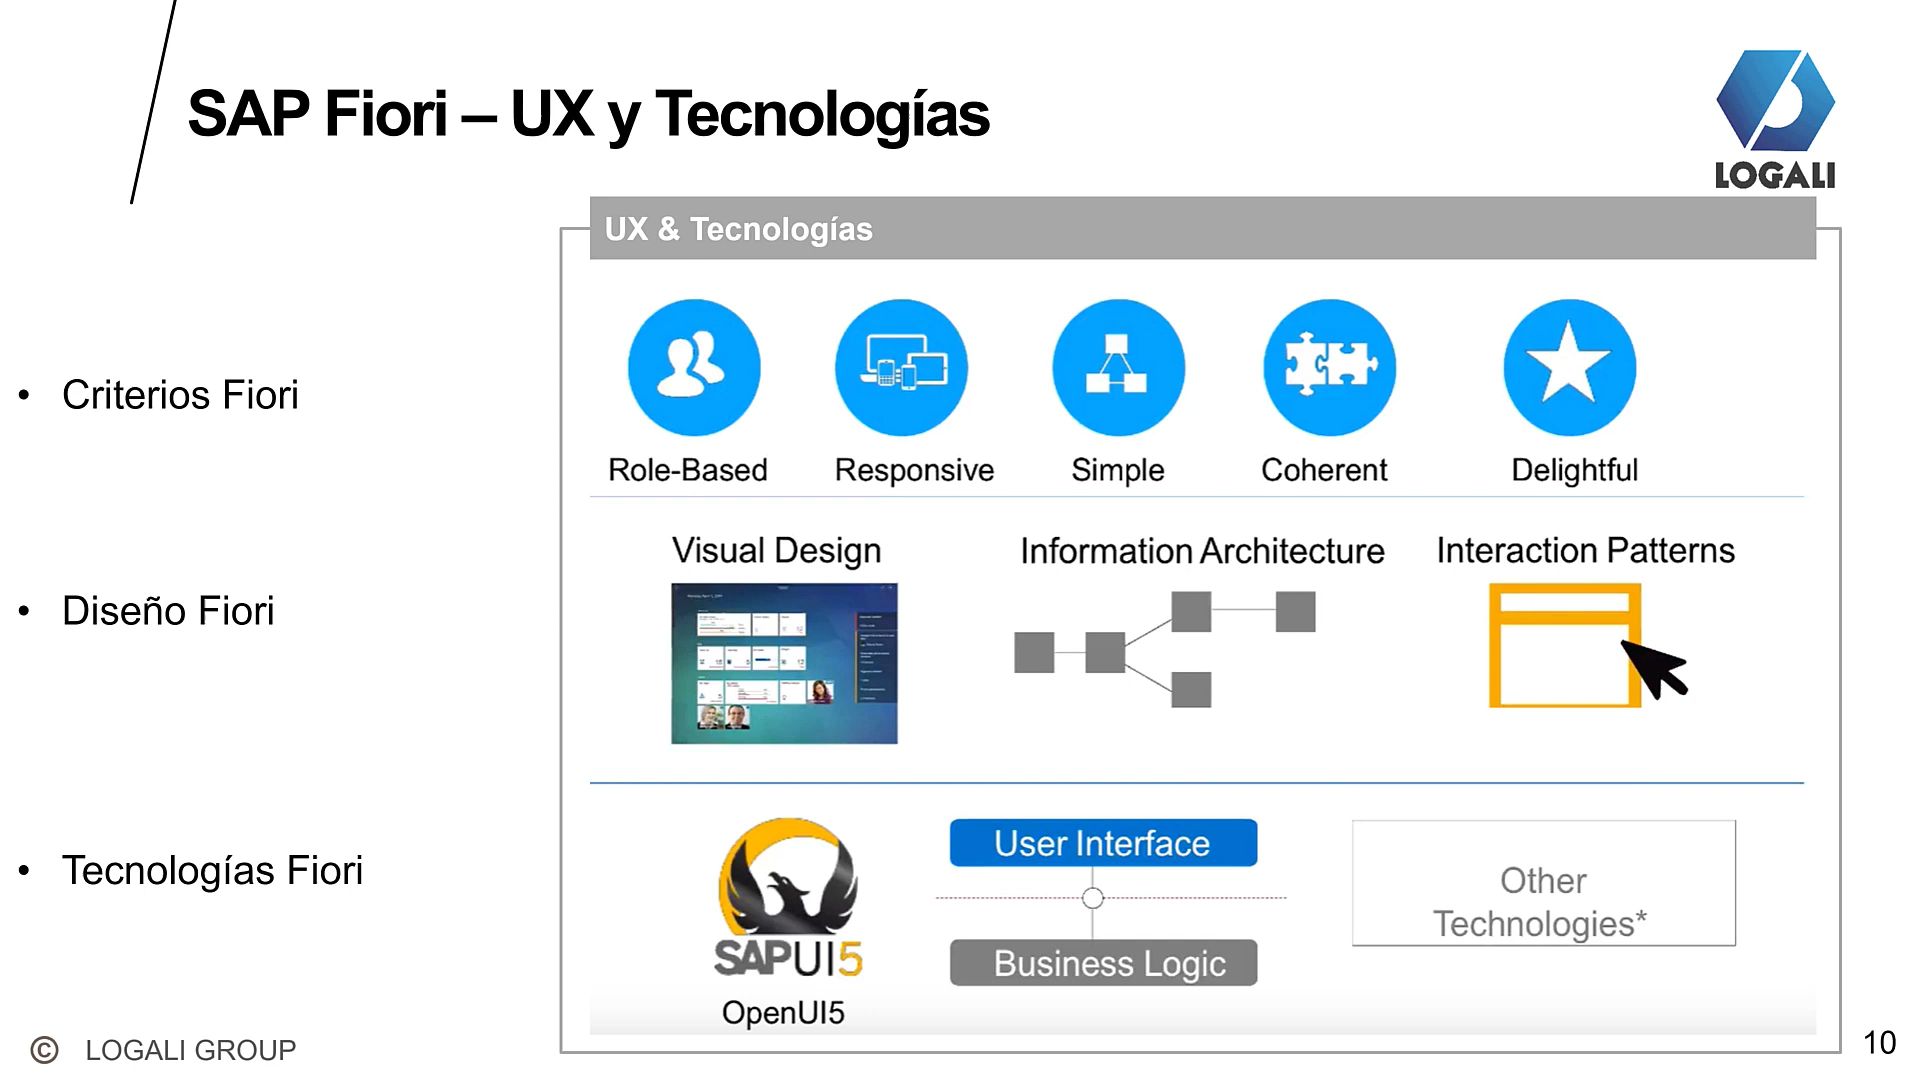 SAP Fiori – UX y Tecnologías
LOGALI
UX & Tecnologías
• Criterios Fiori
Role-Based
Responsive
Simple
Coherent
Delightful
• Diseño Fiori
Visual Design
Information Architecture
Interaction Patterns
• Tecnologías Fiori
SAPUI5
OpenUI5
User Interface
Business Logic
Other
Technologies*
© LOGALI GROUP
10